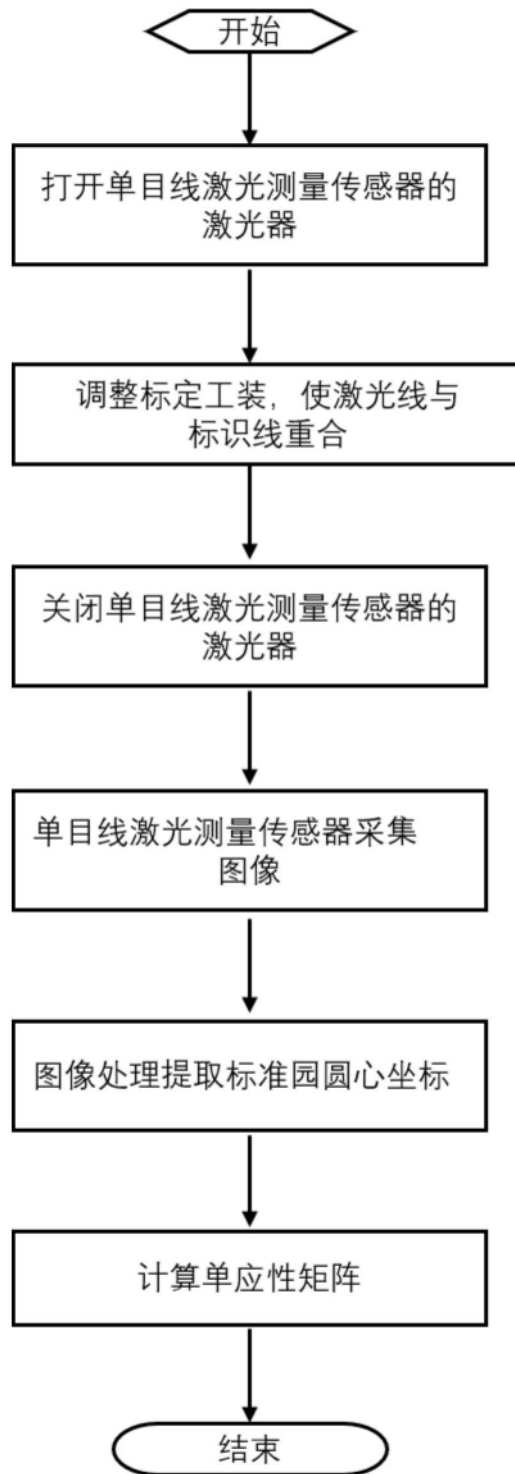 开始
打开单目线激光测量传感器的
激光器
调整标定工装，使激光线与
标识线重合
关闭单目线激光测量传感器的
激光器
单目线激光测量传感器采集
图像
图像处理提取标准园圆心坐标
计算单应性矩阵
结束